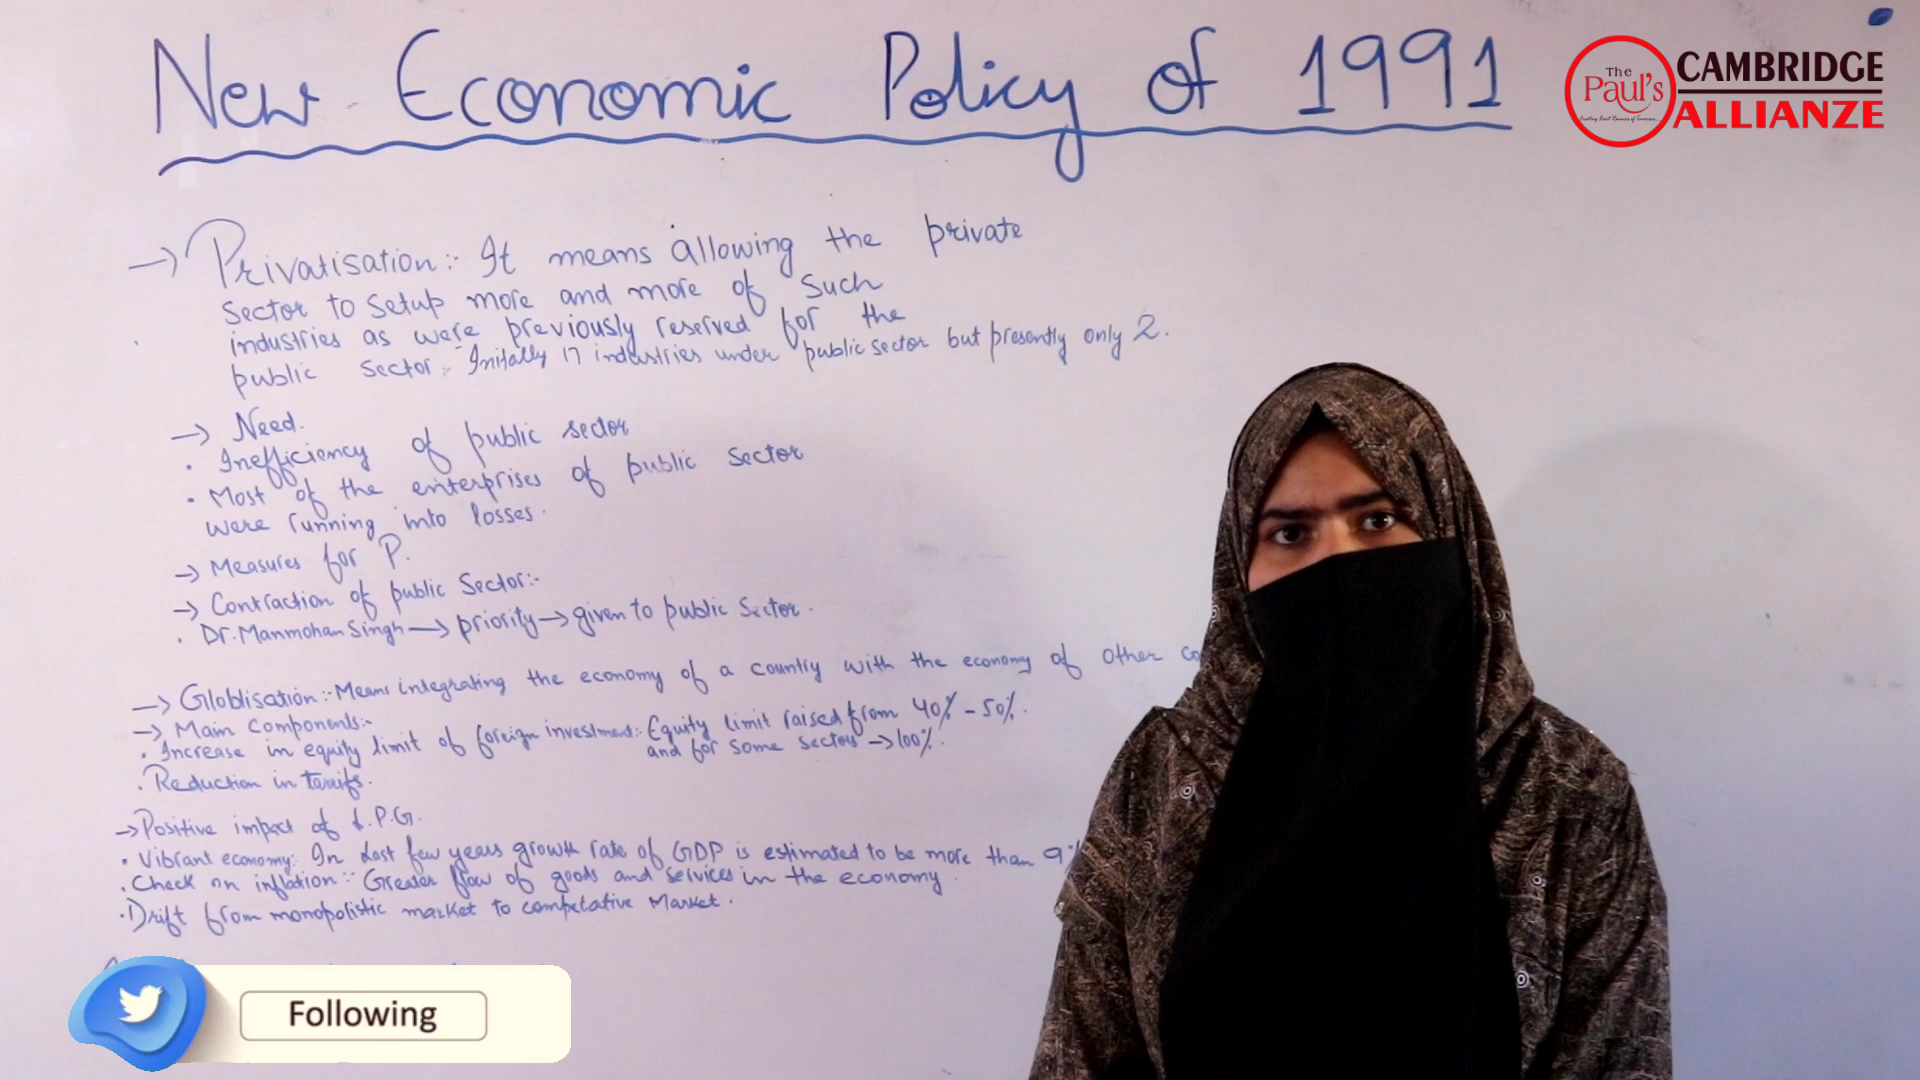 New Economic Policy of 1991
The Paul's
CAMBRIDGE
ALLIANZE
→ Privatisation:- It means allowing the private
sector to setup more and more of such
industries as were previously reserved for the
public sector:- Initally 17 industries under public sector but presently only 2.
→ Need.
• Inefficiency of public sector
• Most of the enterprises of public sector
were running into losses.
→ Measures for P.
→ Contraction of public Sector:-
• Dr. Manmohan Singh → priority → given to public sector.
→ Globlisation:- Means integrating the economy of a country with the economy of other co
→ Main Components:-
• Increase in equity limit of foreign investment:- Equity limit raised from 40% - 50%.
and for some sectors → 100%.
• Reduction in tarrifs.
→ Positive impact of L.P.G.
• Vibrant economy: In last few years growth rate of GDP is estimated to be more than 9%
• Check on inflation:- Greater flow of goods and services in the economy.
• Drift from monopolistic market to competative Market.
Following